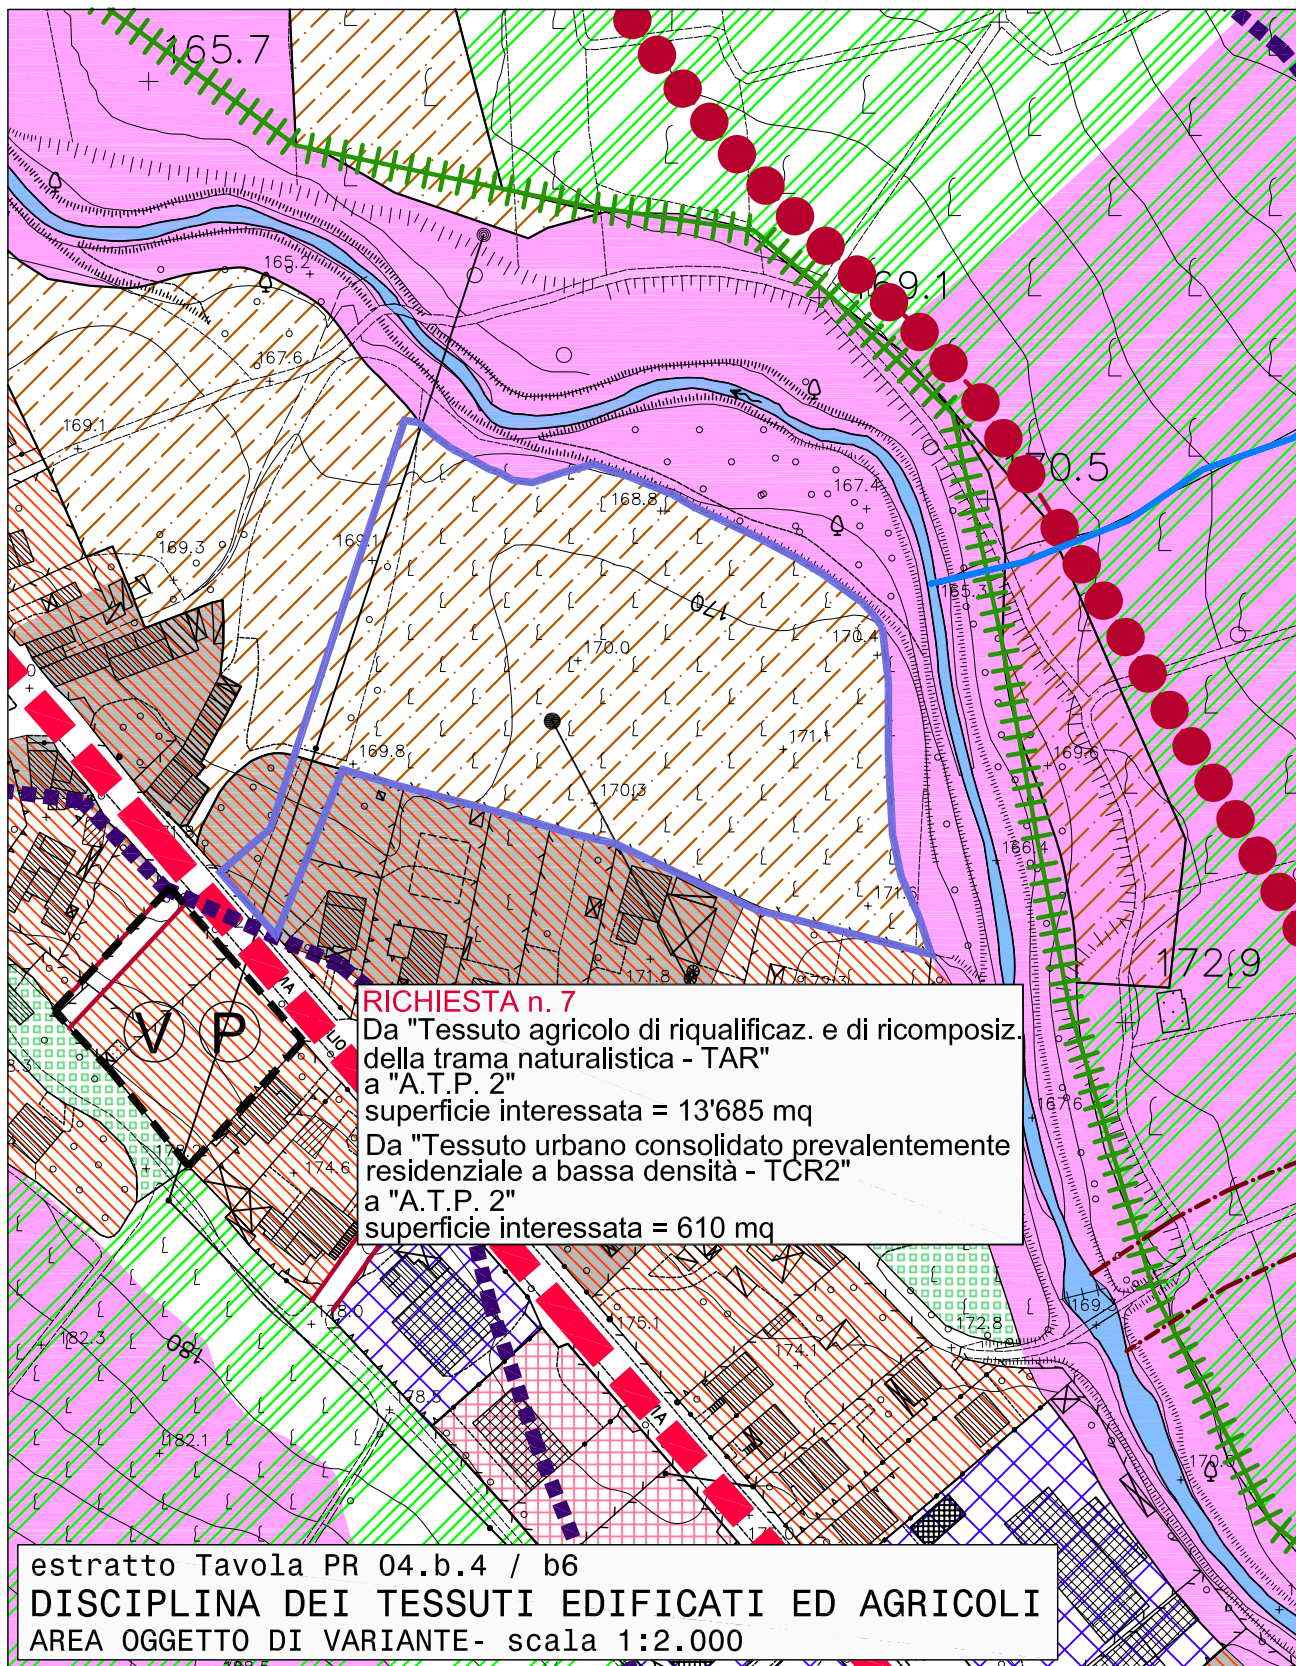 165.7
165.2
169.1
167.6
169.1
170.5
167.4
168.8
169.3
169.1
165.3
170
170.4
170.0
171.1
169.8
169.6
170.3
166.4
171.6
172.9
171.8
V P
RICHIESTA n. 7
Da "Tessuto agricolo di riqualificaz. e di ricomposiz.
della trama naturalistica - TAR"
a "A.T.P. 2"
superficie interessata = 13'685 mq
Da "Tessuto urbano consolidato prevalentemente
residenziale a bassa densità - TCR2"
a "A.T.P. 2"
superficie interessata = 610 mq
167.6
174.6
178.0
169.3
172.8
175.1
174.1
182.3
180
178.5
182.1
estratto Tavola PR 04.b.4 / b6
DISCIPLINA DEI TESSUTI EDIFICATI ED AGRICOLI
AREA OGGETTO DI VARIANTE- scala 1:2.000